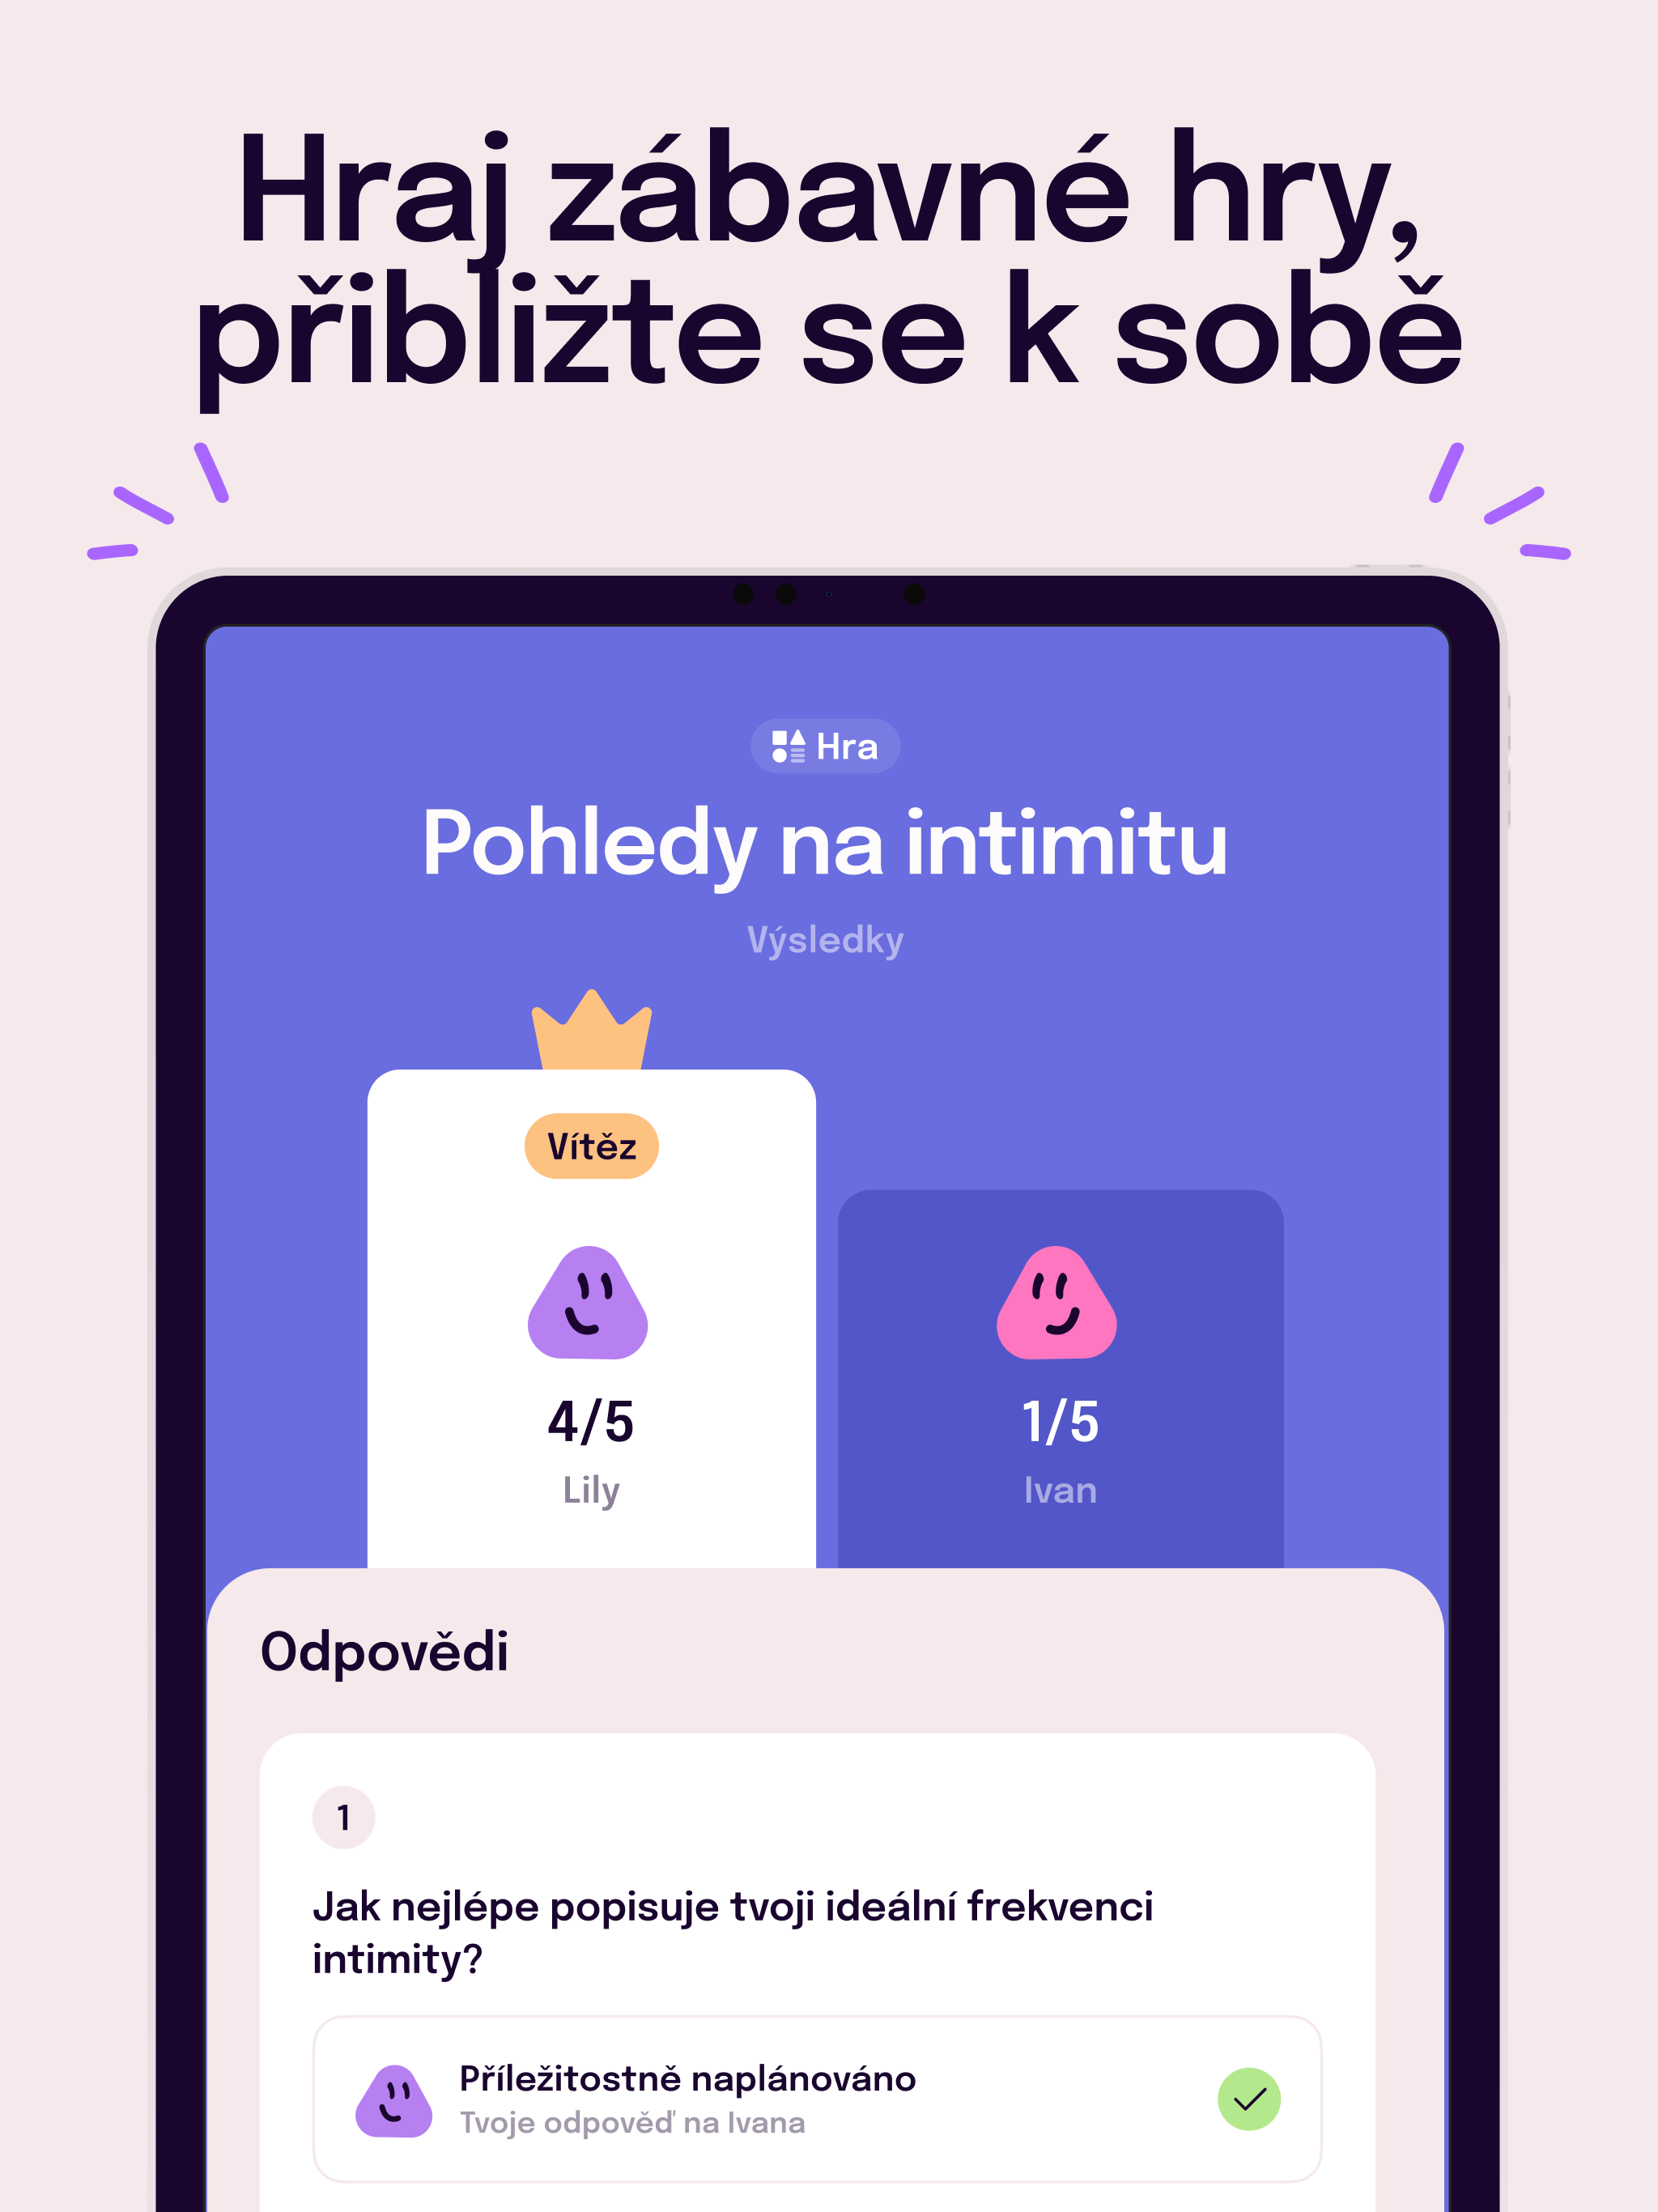 Hraj zábavné hry,
přibližte se k sobě
Hra
Pohledy na intimitu
Výsledky
Vítěz
4/5
Lily
1/5
Ivan
Odpovědi
1
Jak nejlépe popisuje tvoji ideální frekvenci
intimity?
Příležitostně naplánováno
Tvoje odpověď na Ivana